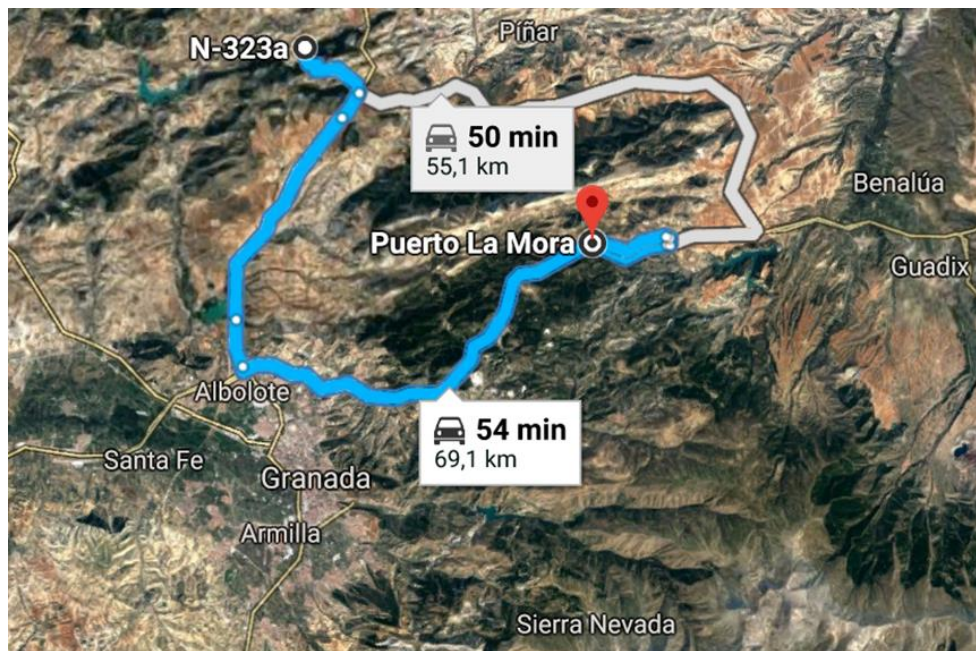 Píñar
N-323a
50 min
55,1 km
Benalúa
Puerto La Mora
Guadix
Albolote
54 min
69,1 km
Santa Fe
Granada
Armilla
Sierra Nevada